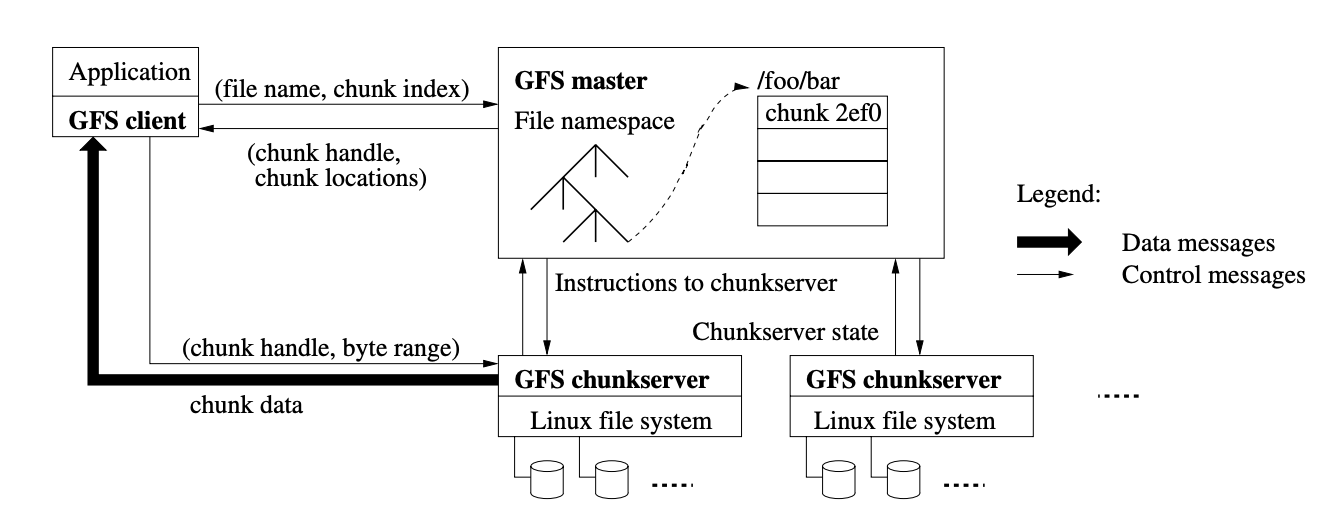 Application
GFS client
(file name, chunk index)
(chunk handle,
chunk locations)
GFS master
File namespace
/foo/bar
chunk 2ef0
Legend:
Data messages
Control messages
Instructions to chunkserver
Chunkserver state
(chunk handle, byte range)
chunk data
GFS chunkserver
Linux file system
GFS chunkserver
Linux file system